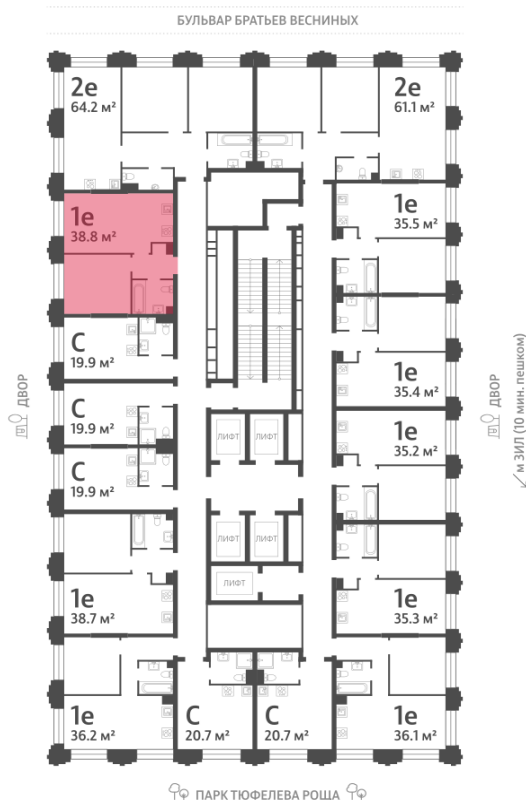 БУЛЬВАР БРАТЬЕВ ВЕСНИНЫХ
2е
64.2 м²
2е
61.1 м²
1е
38.8 м²
1е
35.5 м²
С
19.9 м²
1е
35.4 м²
С
19.9 м²
1е
35.2 м²
С
19.9 м²
ЛИФТ
ЛИФТ
ЛИФТ
ЛИФТ
ЛИФТ
1е
38.7 м²
1е
35.3 м²
1е
36.2 м²
С
20.7 м²
С
20.7 м²
1е
36.1 м²
ДВОР
ДВОР
м ЗИЛ (10 мин. пешком)
ПАРК ТЮФЕЛЕВА РОЩА